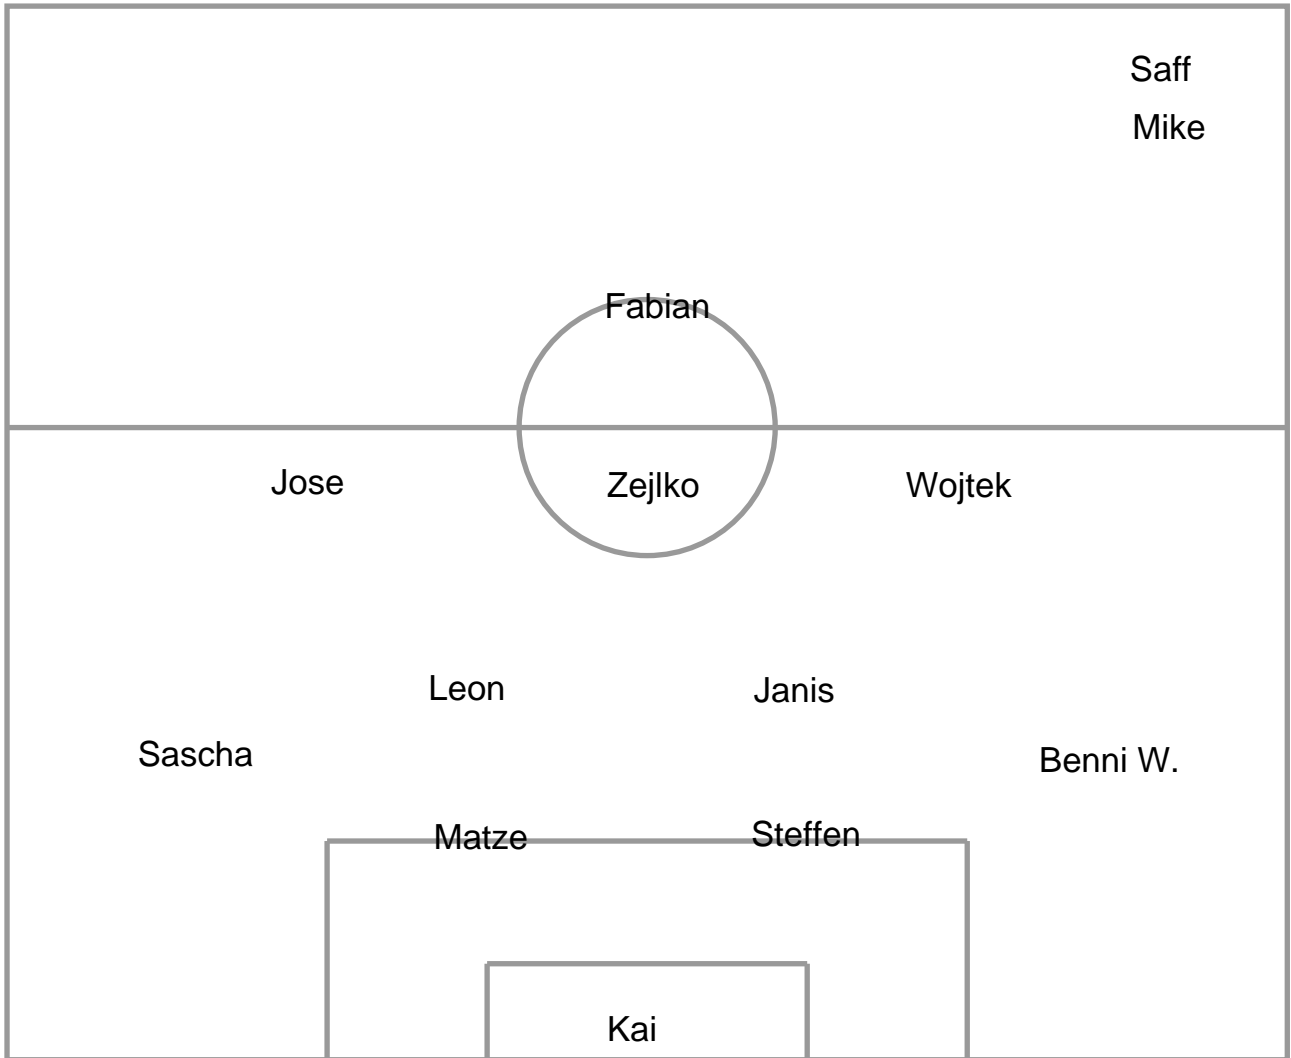 Saff
Mike
Fabian
Jose Zejlko Wojtek
Leon Janis
Sascha Benni W.
Matze Steffen
Kai